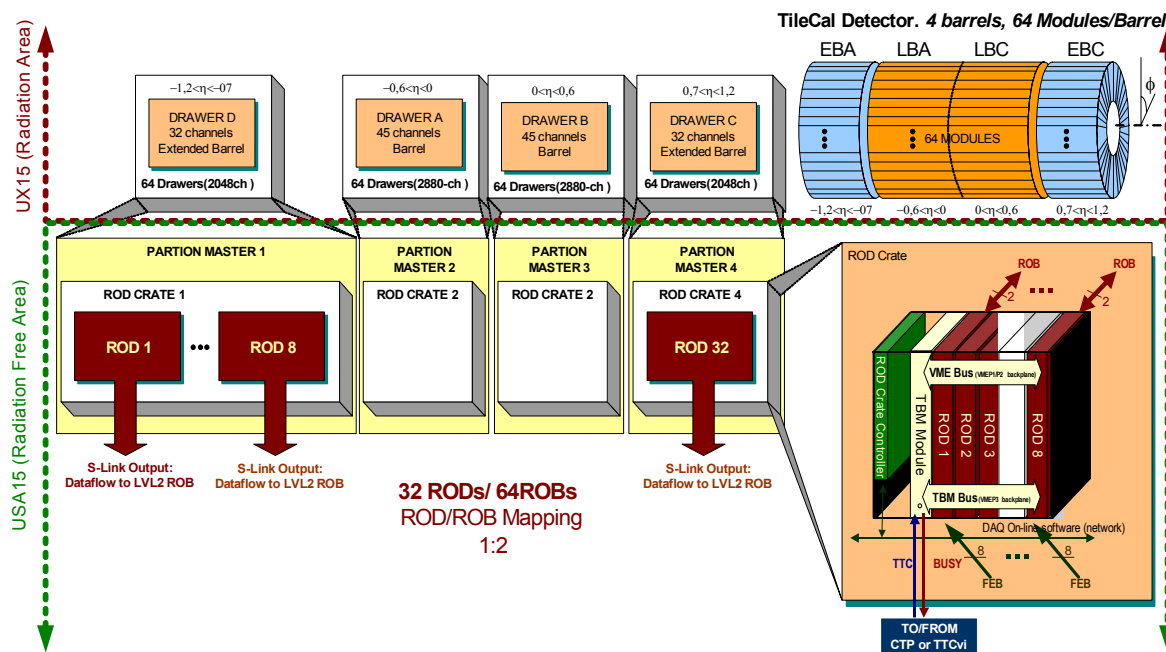 TileCal Detector. 4 barrels, 64 Modules/Barrel
EBA LBA LBC EBC
ϕ
64 MODULES
−1,2<η<−07 −0,6<η<0 0<η<0,6 0,7<η<1,2
UX15 (Radiation Area)
−1,2<η<−07
DRAWER D
32 channels
Extended Barrel
64 Drawers(2048ch )
−0,6<η<0
DRAWER A
45 channels
Barrel
64 Drawers(2880-ch)
0<η<0,6
DRAWER B
45 channels
Barrel
64 Drawers(2880-ch)
0,7<η<1,2
DRAWER C
32 channels
Extended Barrel
64 Drawers(2048ch )
USA15 (Radiation Free Area)
PARTION MASTER 1
ROD CRATE 1
ROD 1
ROD 8
PARTION
MASTER 2
ROD CRATE 2
PARTION
MASTER 3
ROD CRATE 2
PARTION
MASTER 4
ROD CRATE 4
ROD 32
S-Link Output:
Dataflow to LVL2 ROB
S-Link Output:
Dataflow to LVL2 ROB
S-Link Output:
Dataflow to LVL2 ROB
32 RODs/ 64ROBs
ROD/ROB Mapping
1:2
ROD Crate
ROB
ROB
2
2
VME Bus (VMEP1/P2 backplane)
ROD Crate Controller
TBM Module
ROD 1
ROD 2
ROD 3
ROD 8
TBM Bus (VMEP3 backplane)
DAQ On-line software (network)
TTC
BUSY
8
8
FEB
FEB
TO/FROM
CTP or TTCvi